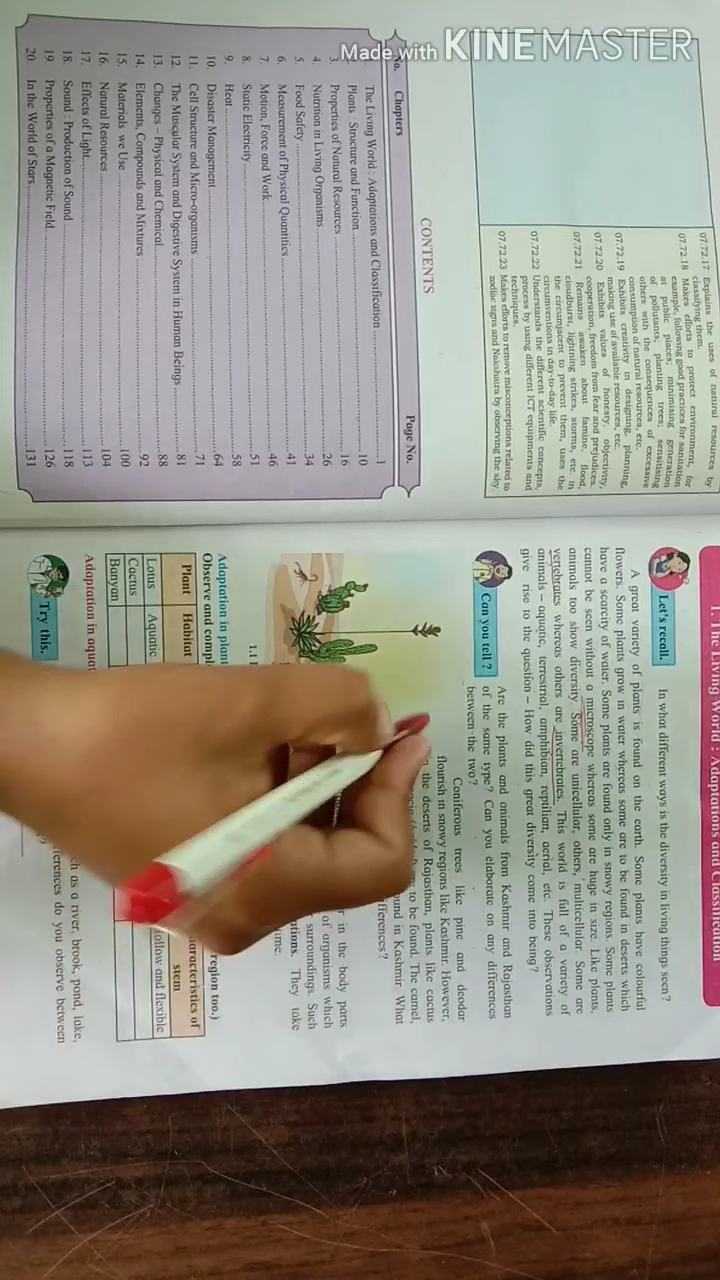 Made with KINEMASTER
07.72.17 Explains the uses of natural resources by
classifying them.
07.72.18 Makes efforts to protect environment, for
example, following good practices for sanitation
at public places; minimising generation
of pollutants; planting trees; sensitising
others with the consequences of excessive
consumption of natural resources, etc.
07.72.19 Exhibits creativity in designing, planning,
making use of available resources, etc.
07.72.20 Exhibits values of honesty, objectivity,
cooperation, freedom from fear and prejudices.
07.72.21 Remains awaken about famine, flood,
cloudburst, lightning strikes, storms, etc in
the circumjacent to prevent them, uses the
circumventions in day-to-day life.
07.72.22 Understands the different scientific concepts,
process by using different ICT equipments and
techniques.
07.72.23 Makes efforts to remove misconceptions related to
zodiac signs and Nakshatra by observing the sky.
CONTENTS
No. Chapters Page No.
The Living World : Adaptations and Classification 1
Plants : Structure and Function 10
3. Properties of Natural Resources 16
4. Nutrition in Living Organisms 26
5. Food Safety 34
6. Measurement of Physical Quantities 41
7. Motion, Force and Work 46
8. Static Electricity 51
9. Heat 58
10. Disaster Management 64
11. Cell Structure and Micro-organisms 71
12. The Muscular System and Digestive System in Human Beings 81
13. Changes – Physical and Chemical 88
14. Elements, Compounds and Mixtures 92
15. Materials we Use 100
16. Natural Resources 104
17. Effects of Light 113
18. Sound : Production of Sound 118
19. Properties of a Magnetic Field 126
20. In the World of Stars 131
1. The Living World : Adaptations and Classification
Let's recall. In what different ways is the diversity in living things seen?
A great variety of plants is found on the earth. Some plants have colourful
flowers. Some plants grow in water whereas some are to be found in deserts which
have a scarcity of water. Some plants are found only in snowy regions. Some plants
cannot be seen without a microscope whereas some are huge in size. Like plants,
animals too show diversity. Some are unicellular, others, multicellular. Some are
vertebrates whereas others are invertebrates. This world is full of a variety of
animals – aquatic, terrestrial, amphibian, reptilian, aerial, etc. These observations
give rise to the question – How did this great diversity come into being?
Can you tell? Are the plants and animals from Kashmir and Rajasthan
of the same type? Can you elaborate on any differences
between the two?
Coniferous trees like pine and deodar
flourish in snowy regions like Kashmir. However,
the deserts of Rajasthan, plants like cactus
to be found. The camel,
in Kashmir. What
differences?
in the body parts
of organisms which
surroundings. Such
They take
time.
1.1
Adaptation in plant
region too.)
Observe and comple
Plant Habitat characteristics of
stem
Lotus Aquatic Hollow and flexible
Cactus
Banyan
Adaptation in aquat
Try this. such as a river, brook, pond, lake,
differences do you observe between